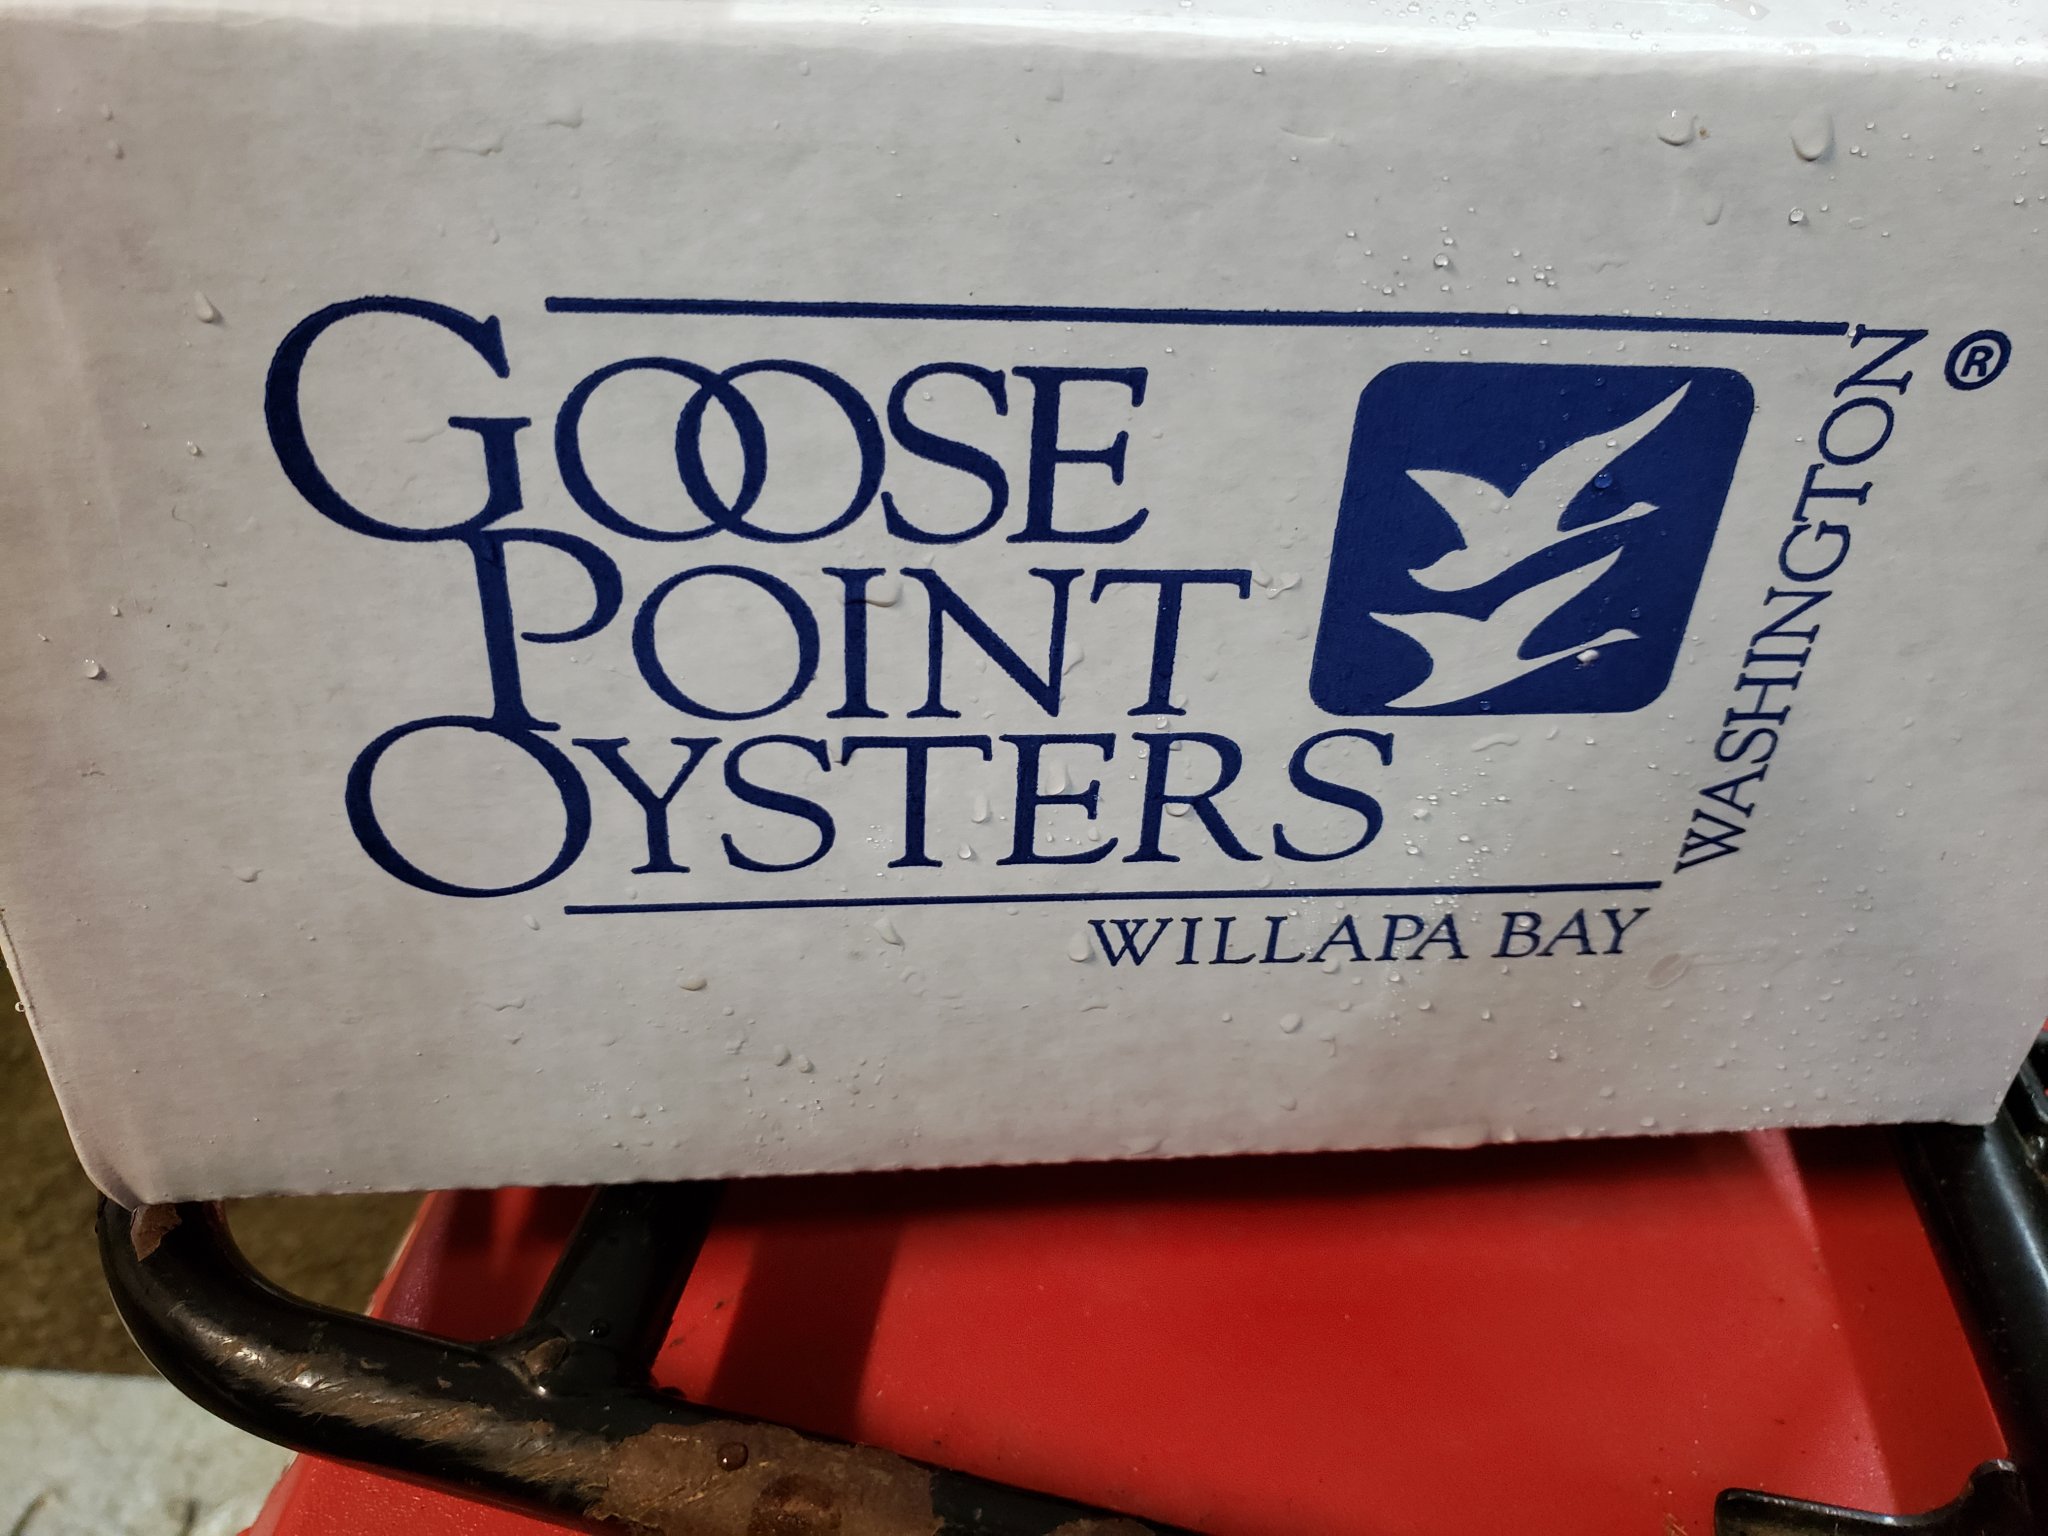 GOOSE
POINT
OYSTERS
WASHINGTON ®
WILLAPA BAY